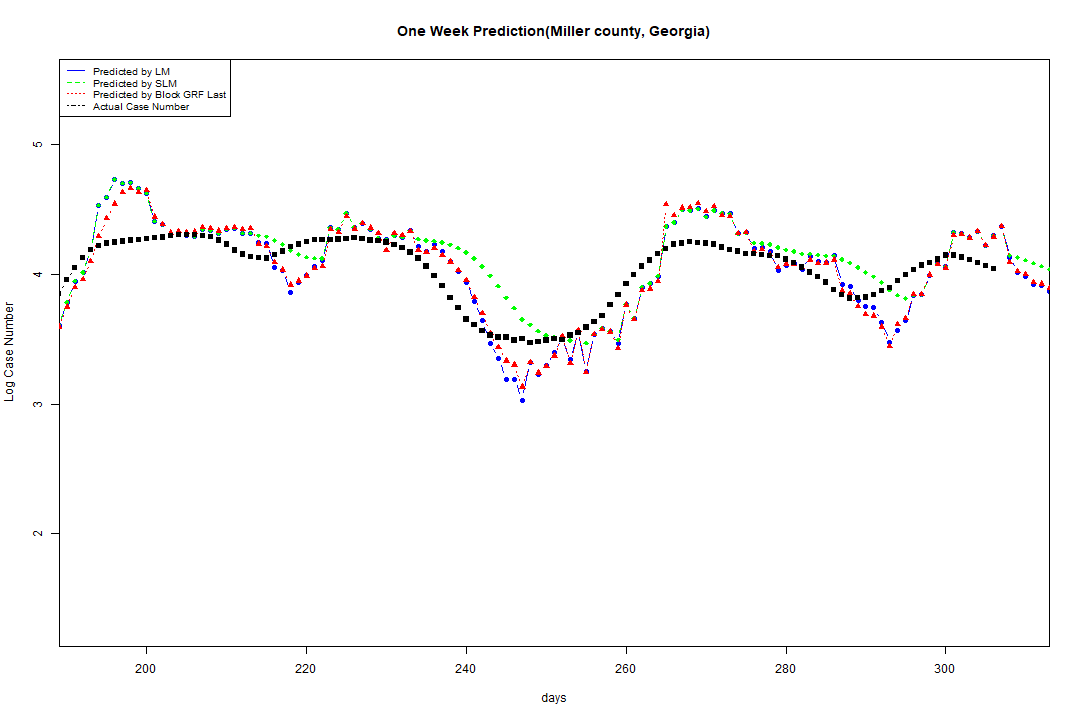 One Week Prediction(Miller county, Georgia)
Predicted by LM
Predicted by SLM
Predicted by Block GRF Last
Actual Case Number
5
4
3
2
Log Case Number
200 220 240 260 280 300
days